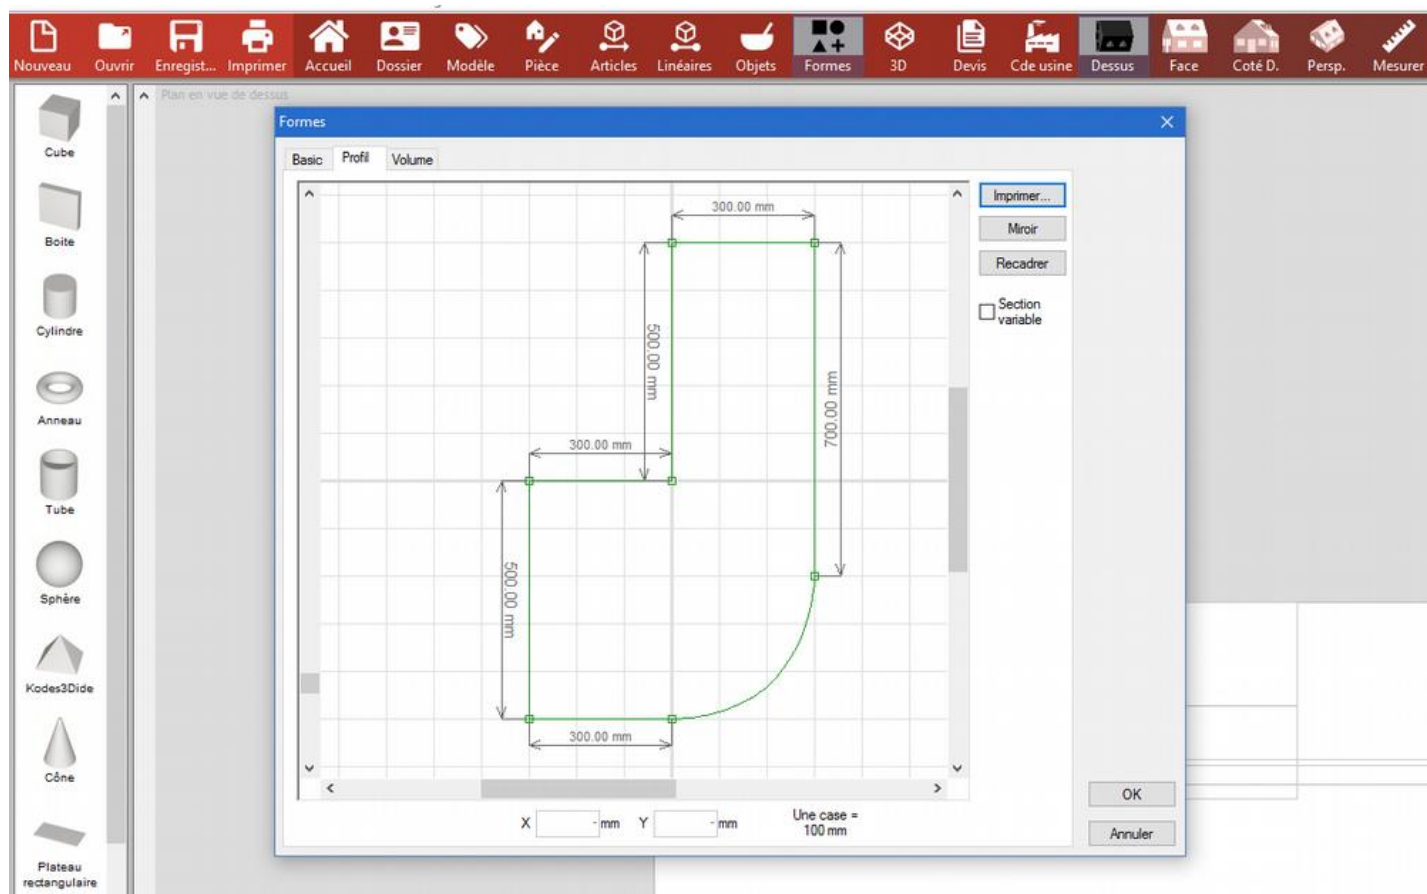 Nouveau Ouvrir Enregist... Imprimer Accueil Dossier Modèle Pièce Articles Linéaires Objets Formes 3D Devis Cde usine Dessus Face Coté D. Persp. Mesurer
Plan en vue de dessus
Cube
Boite
Cylindre
Anneau
Tube
Sphère
Kodes3Dide
Cône
Plateau
rectangulaire
Formes
Basic Profil Volume
300.00 mm
500.00 mm
700.00 mm
300.00 mm
500.00 mm
300.00 mm
Imprimer...
Miroir
Recadrer
Section
variable
X - mm Y - mm
Une case =
100 mm
OK
Annuler